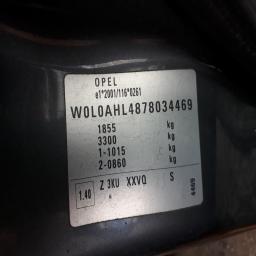 OPEL
e1*2001/116*0261
W0L0AHL4878034469
1855 kg
3300 kg
1-1015 kg
2-0860 kg
1.40 Z 3KU XXVQ S
4469